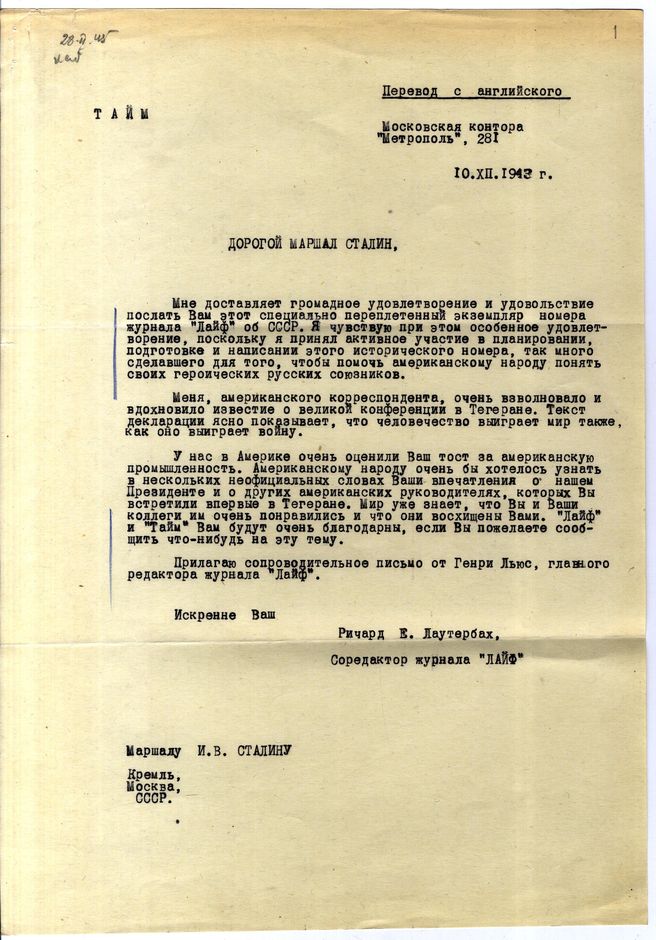 28.II.45
1
Перевод с английского
ТАЙМ
Московская контора
"Метрополь", 281
10.XII.1943 г.
ДОРОГОЙ МАРШАЛ СТАЛИН,
Мне доставляет громадное удовлетворение и удовольствие
послать Вам этот специально переплетенный экземпляр номера
журнала "Лайф" об СССР. Я чувствую при этом особенное удовлет-
ворение, поскольку я принял активное участие в планировании,
подготовке и написании этого исторического номера, так много
сделавшего для того, чтобы помочь американскому народу понять
своих героических русских союзников.
Меня, американского корреспондента, очень взволновало и
вдохновило известие о великой конференции в Тегеране. Текст
декларации ясно показывает, что человечество выиграет мир также,
как оно выиграет войну.
У нас в Америке очень оценили Ваш тост за американскую
промышленность. Американскому народу очень бы хотелось узнать
в нескольких неофициальных словах Ваши впечатления о нашем
Президенте и о других американских руководителях, которых Вы
встретили впервые в Тегеране. Мир уже знает, что Вы и Ваши
коллеги им очень понравились и что они восхищены Вами. "Лайф"
и "Тайм" Вам будут очень благодарны, если Вы пожелаете сооб-
щить что-нибудь на эту тему.
Прилагаю сопроводительное письмо от Генри Льюс, главного
редактора журнала "Лайф".
Искренне Ваш
Ричард Е. Лаутербах,
Соредактор журнала "ЛАЙФ"
Маршалу И.В. СТАЛИНУ
Кремль,
Москва,
СССР.